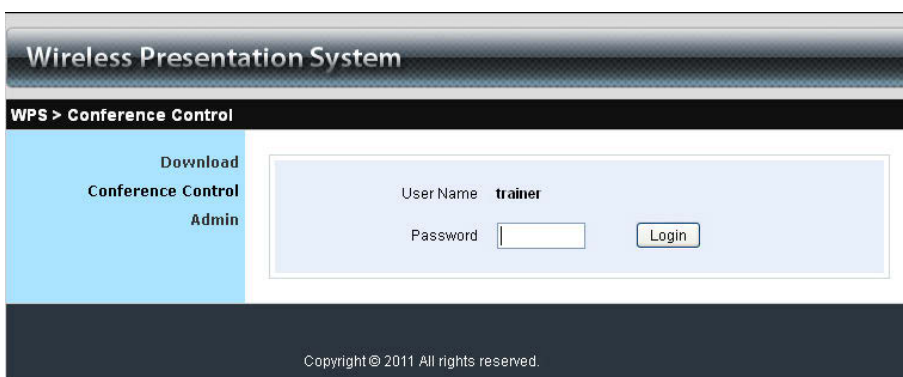 Wireless Presentation System
WPS > Conference Control
Download
Conference Control
Admin
User Name trainer
Password Login
Copyright © 2011 All rights reserved.